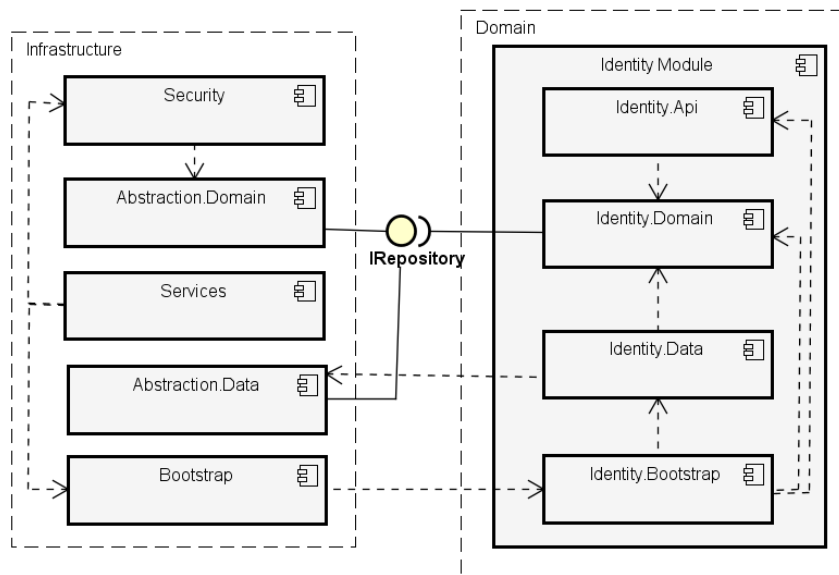 Infrastructure
Security
Abstraction.Domain
Services
Abstraction.Data
Bootstrap
IRepository
Domain
Identity Module
Identity.Api
Identity.Domain
Identity.Data
Identity.Bootstrap